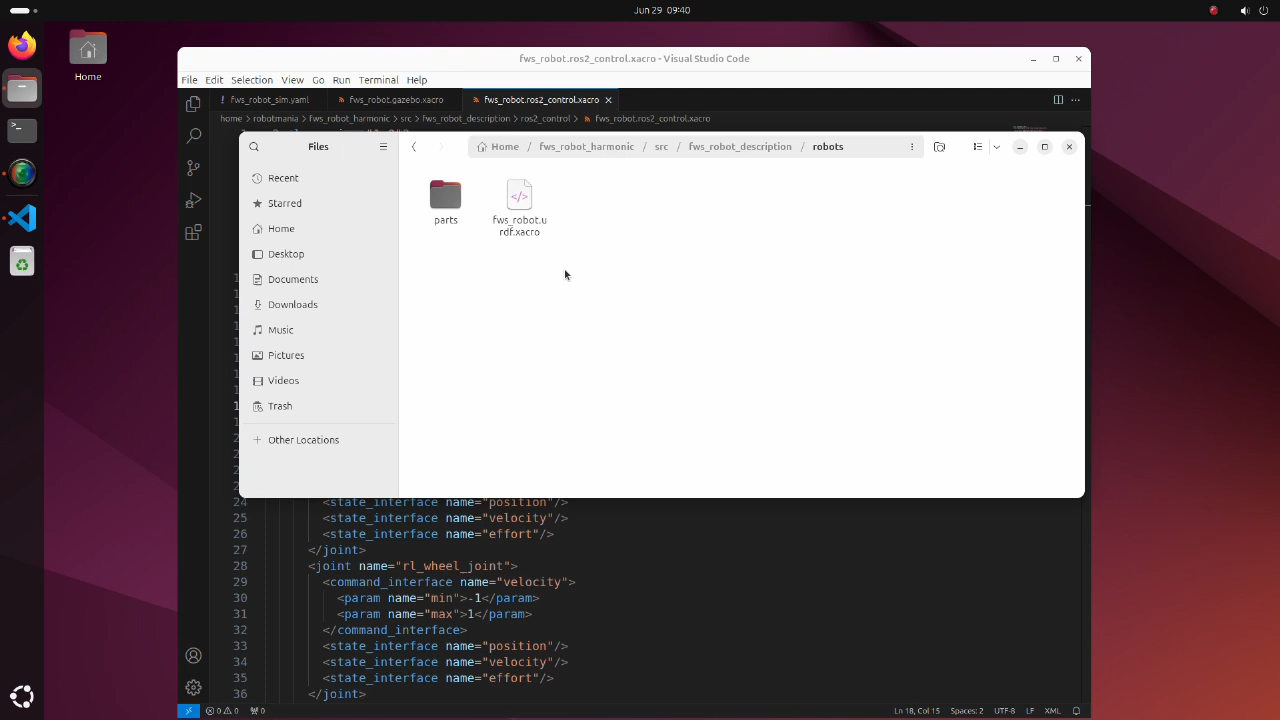 Jun 29 09:40
Home
fws_robot.ros2_control.xacro - Visual Studio Code
File Edit Selection View Go Run Terminal Help
fws_robot_sim.yaml fws_robot.gazebo.xacro fws_robot.ros2_control.xacro
home > robotmania > fws_robot_harmonic > src > fws_robot_description > ros2_control > fws_robot.ros2_control.xacro
Files
Home / fws_robot_harmonic / src / fws_robot_description / robots
Recent
Starred
Home
Desktop
Documents
Downloads
Music
Pictures
Videos
Trash
+ Other Locations
parts
fws_robot.u
rdf.xacro
24 <state_interface name="position"/>
25 <state_interface name="velocity"/>
26 <state_interface name="effort"/>
27 </joint>
28 <joint name="rl_wheel_joint">
29 <command_interface name="velocity">
30 <param name="min">-1</param>
31 <param name="max">1</param>
32 </command_interface>
33 <state_interface name="position"/>
34 <state_interface name="velocity"/>
35 <state_interface name="effort"/>
36 </joint>
0 0 0 Ln 18, Col 15 Spaces: 2 UTF-8 LF XML